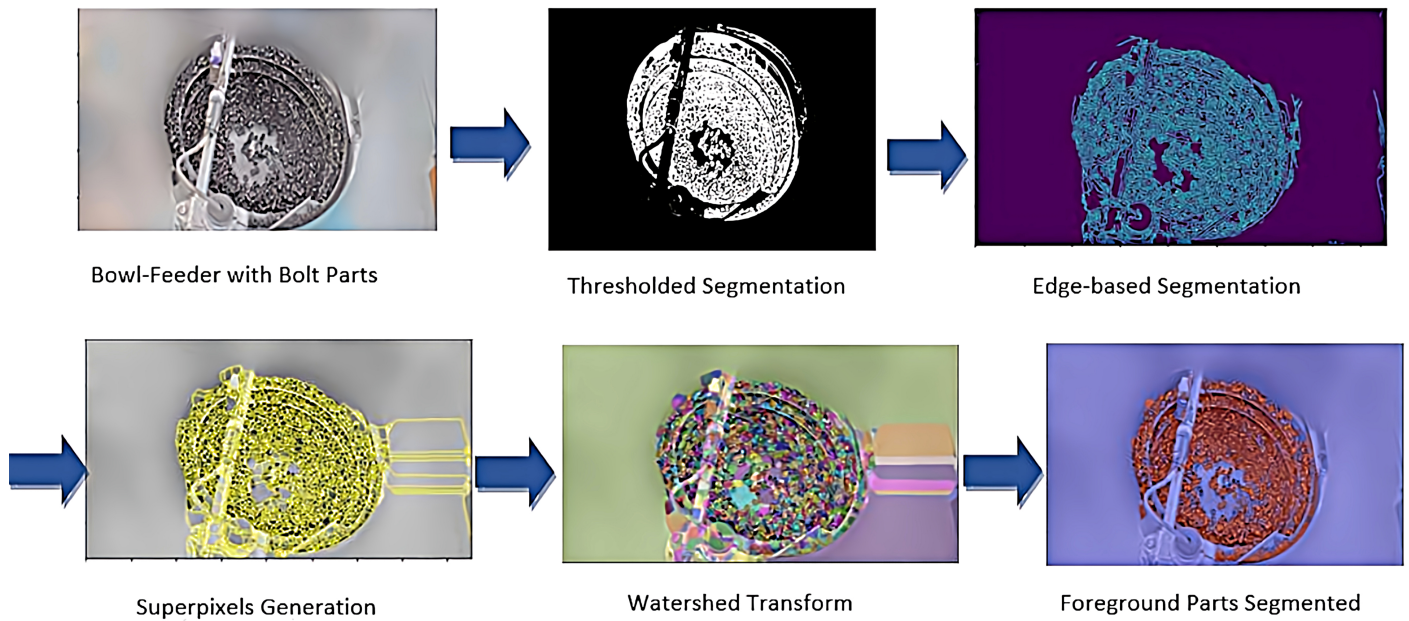 Bowl-Feeder with Bolt Parts
Thresholded Segmentation
Edge-based Segmentation
Superpixels Generation
Watershed Transform
Foreground Parts Segmented